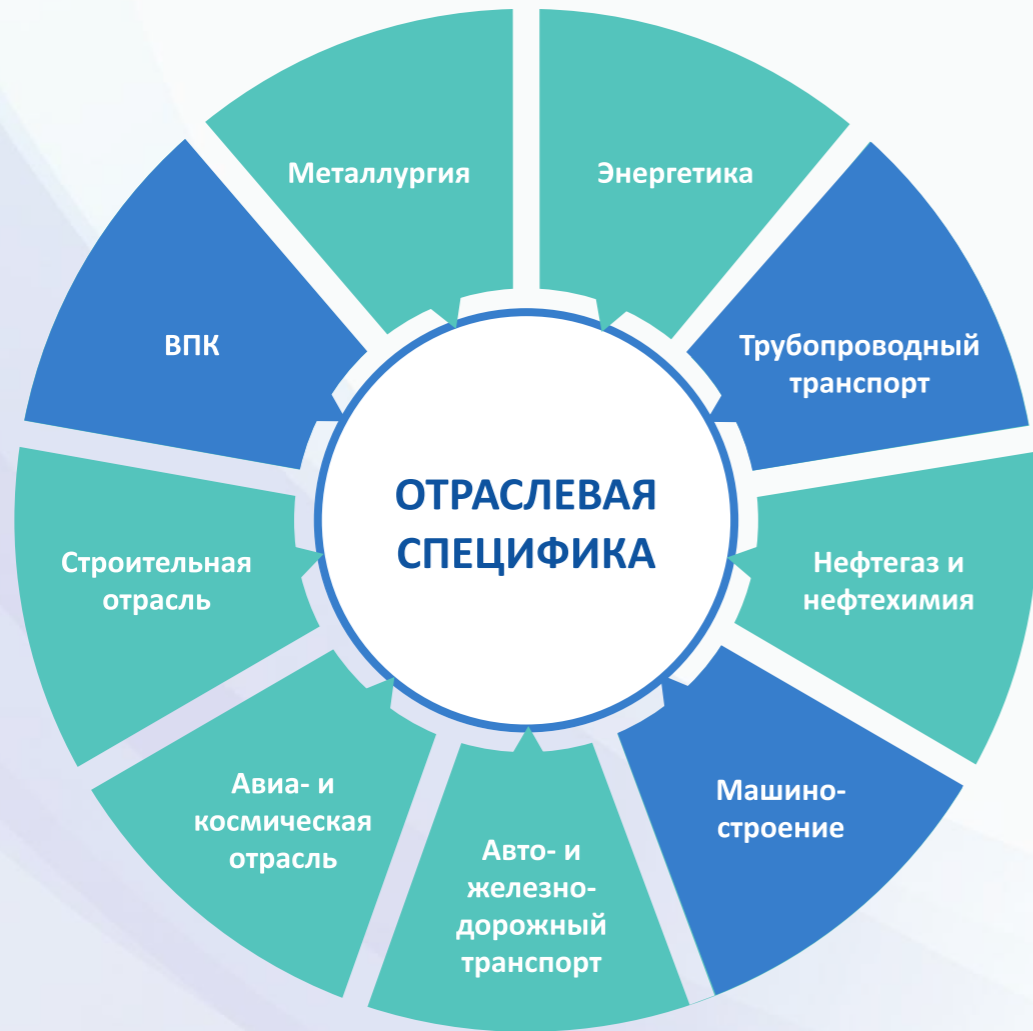 Металлургия
Энергетика
ВПК
Трубопроводный
транспорт
ОТРАСЛЕВАЯ
СПЕЦИФИКА
Строительная
отрасль
Нефтегаз и
нефтехимия
Авиа- и
космическая
отрасль
Авто- и
железно-
дорожный
транспорт
Машино-
строение